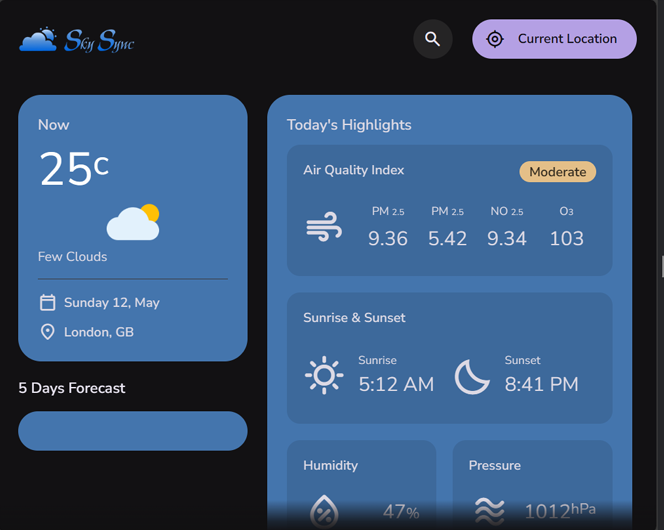 Sky Sync
Current Location
Now
25c
Few Clouds
Sunday 12, May
London, GB
5 Days Forecast
Today's Highlights
Air Quality Index
Moderate
PM 2.5 PM 2.5 NO 2.5 O3
9.36 5.42 9.34 103
Sunrise & Sunset
Sunrise Sunset
5:12 AM 8:41 PM
Humidity Pressure
47% 1012hPa